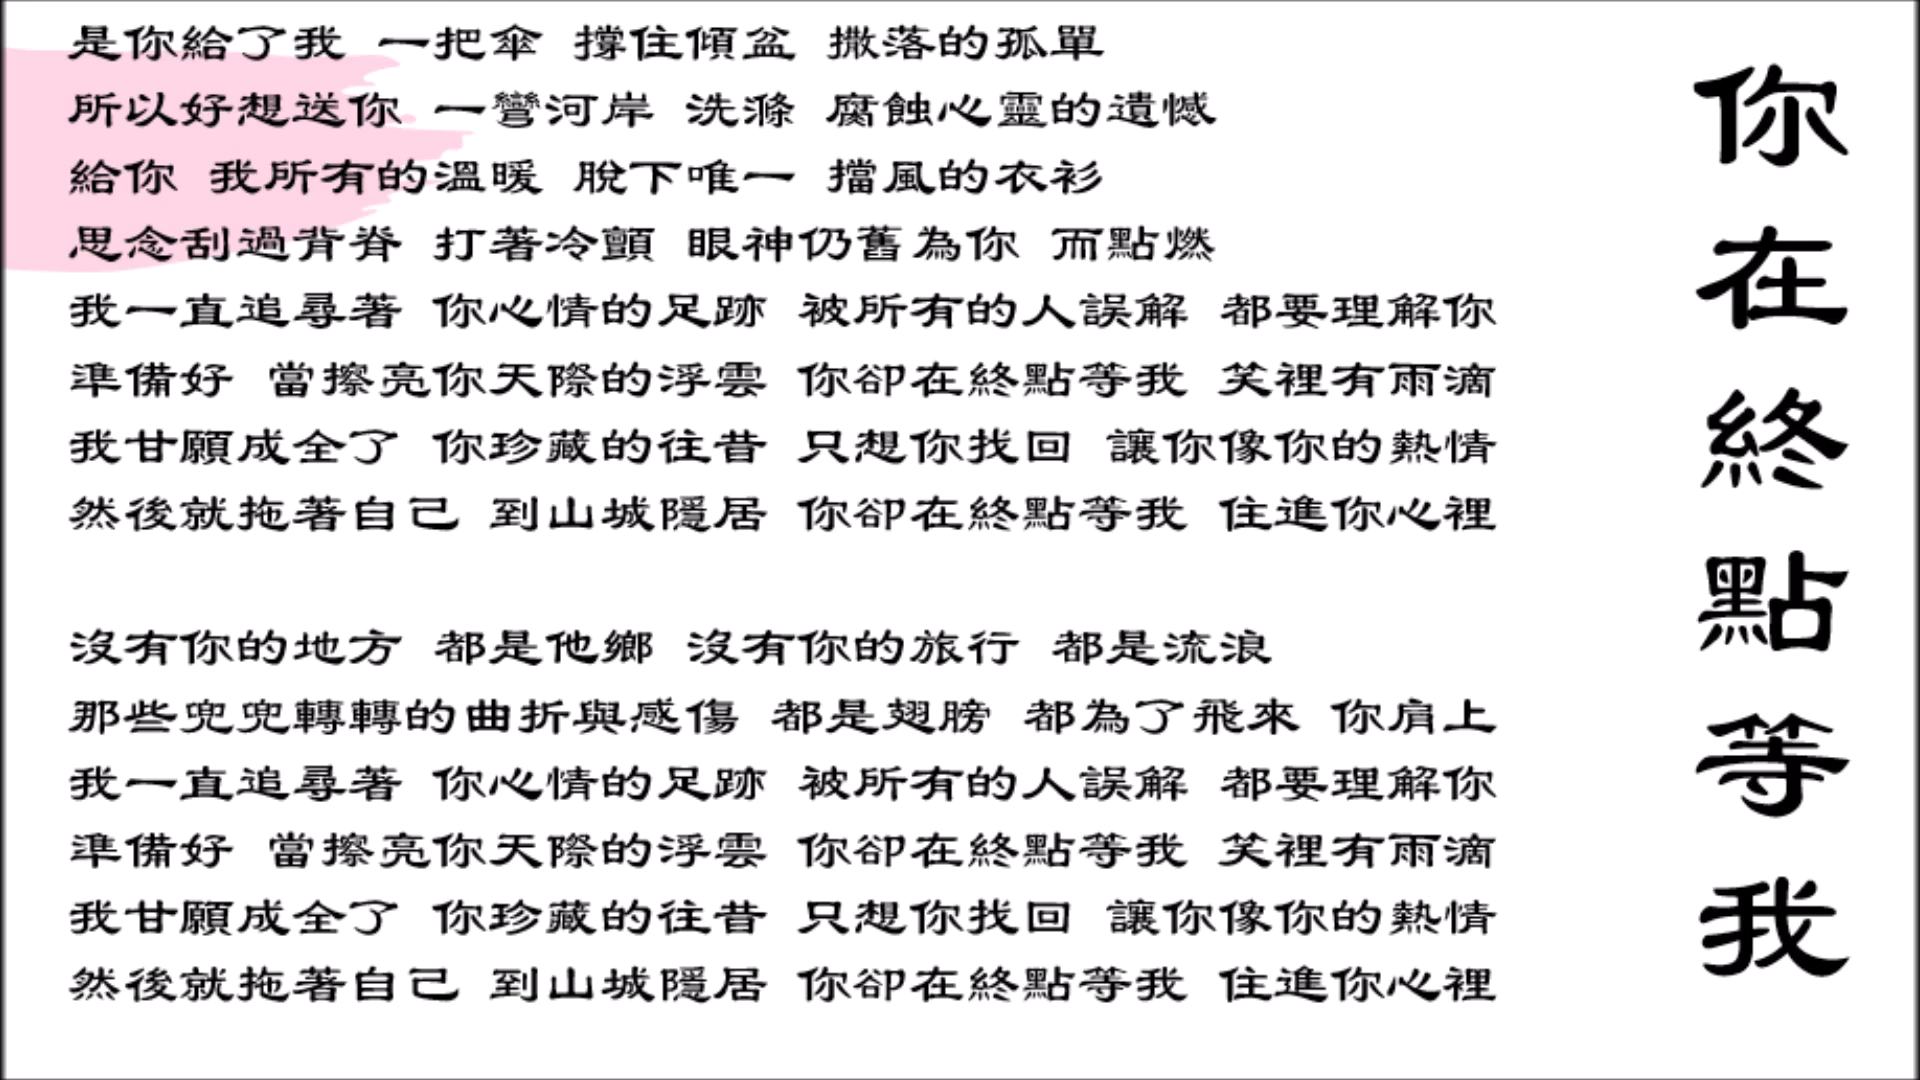 是你給了我 一把傘 撐住傾盆 撒落的孤單
所以好想送你 一彎河岸 洗滌 腐蝕心靈的遺憾
給你 我所有的溫暖 脫下唯一 擋風的衣衫
思念刮過背脊 打著冷顫 眼神仍舊為你 而點燃
我一直追尋著 你心情的足跡 被所有的人誤解 都要理解你
準備好 當擦亮你天際的浮雲 你卻在終點等我 笑裡有雨滴
我甘願成全了 你珍藏的往昔 只想你找回 讓你像你的熱情
然後就拖著自己 到山城隱居 你卻在終點等我 住進你心裡
沒有你的地方 都是他鄉 沒有你的旅行 都是流浪
那些兜兜轉轉的曲折與感傷 都是翅膀 都為了飛來 你肩上
我一直追尋著 你心情的足跡 被所有的人誤解 都要理解你
準備好 當擦亮你天際的浮雲 你卻在終點等我 笑裡有雨滴
我甘願成全了 你珍藏的往昔 只想你找回 讓你像你的熱情
然後就拖著自己 到山城隱居 你卻在終點等我 住進你心裡
你在終點等我